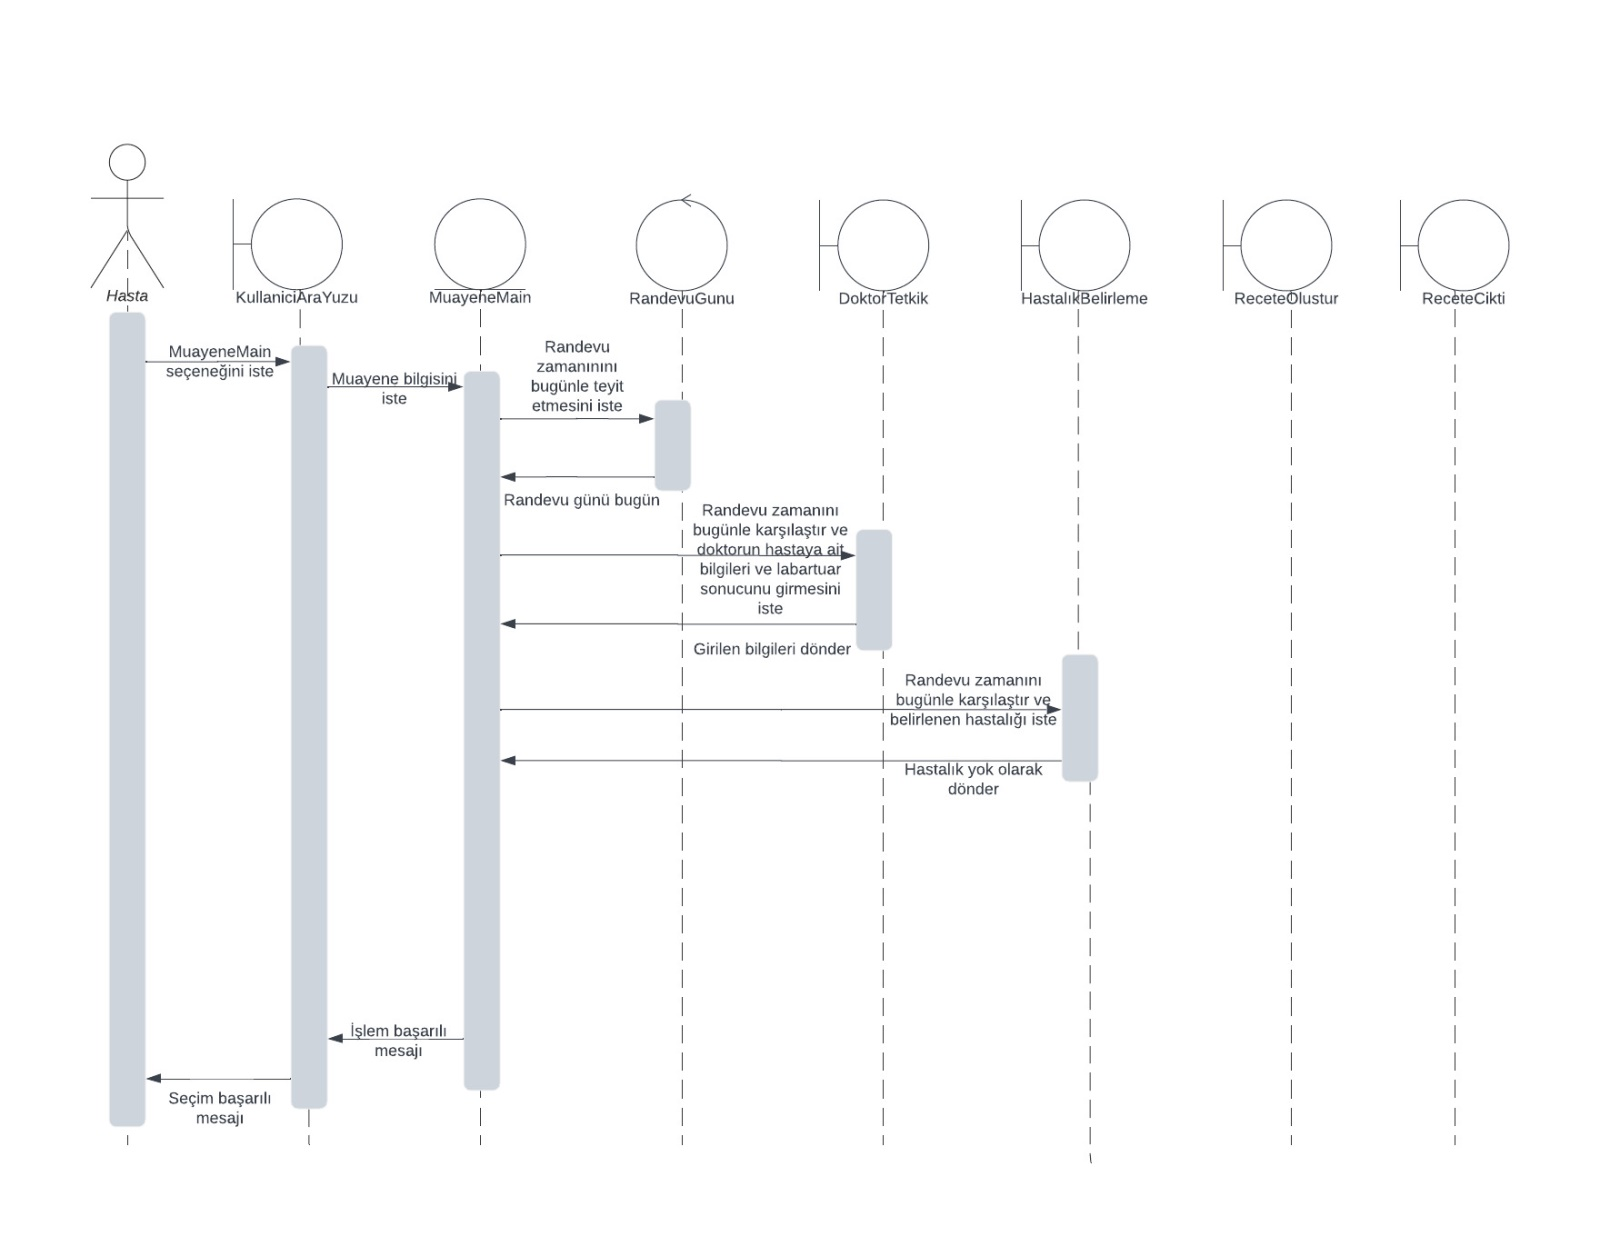 Hasta
KullaniciAraYuzu
MuayeneMain
RandevuGunu
DoktorTetkik
HastalıkBelirleme
ReceteOlustur
ReceteCikti
MuayeneMain
seçeneğini iste
Muayene bilgisini
iste
Randevu
zamanınını
bugünle teyit
etmesini iste
Randevu günü bugün
Randevu zamanını
bugünle karşılaştır ve
doktorun hastaya ait
bilgileri ve labartuar
sonucunu girmesini
iste
Girilen bilgileri dönder
Randevu zamanını
bugünle karşılaştır ve
belirlenen hastalığı iste
Hastalık yok olarak
dönder
İşlem başarılı
mesajı
Seçim başarılı
mesajı